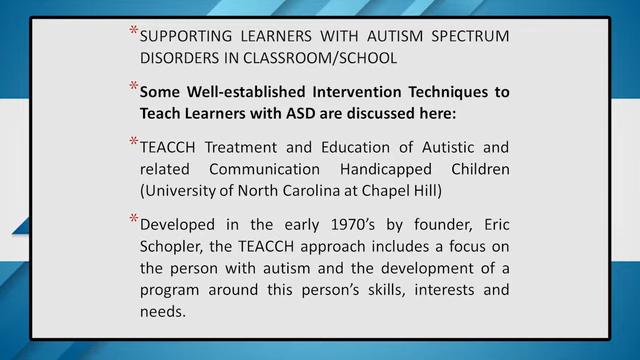 * SUPPORTING LEARNERS WITH AUTISM SPECTRUM
DISORDERS IN CLASSROOM/SCHOOL
* Some Well-established Intervention Techniques to
Teach Learners with ASD are discussed here:
* TEACCH Treatment and Education of Autistic and
related Communication Handicapped Children
(University of North Carolina at Chapel Hill)
* Developed in the early 1970's by founder, Eric
Schopler, the TEACCH approach includes a focus on
the person with autism and the development of a
program around this person's skills, interests and
needs.